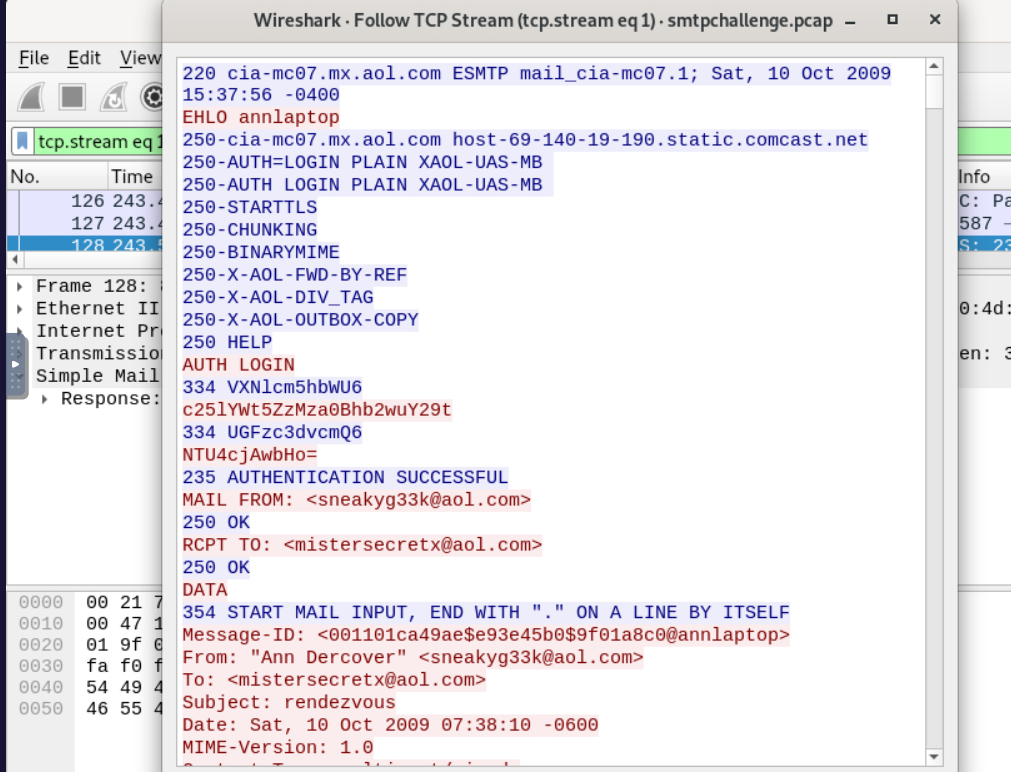 Wireshark · Follow TCP Stream (tcp.stream eq 1) · smtpchallenge.pcap
File Edit View
tcp.stream eq 1
No. Time Info
126 243.4 C:
127 243.4 587
128 243.5 S:
Frame 128:
Ethernet II 0:4d:
Internet Pro
Transmission en: 3
Simple Mail
Response:
0000 00 21 7
0010 00 47 1
0020 01 9f 0
0030 fa f0 f
0040 54 49 4
0050 46 55 4
220 cia-mc07.mx.aol.com ESMTP mail_cia-mc07.1; Sat, 10 Oct 2009
15:37:56 -0400
EHLO annlaptop
250-cia-mc07.mx.aol.com host-69-140-19-190.static.comcast.net
250-AUTH=LOGIN PLAIN XAOL-UAS-MB
250-AUTH LOGIN PLAIN XAOL-UAS-MB
250-STARTTLS
250-CHUNKING
250-BINARYMIME
250-X-AOL-FWD-BY-REF
250-X-AOL-DIV_TAG
250-X-AOL-OUTBOX-COPY
250 HELP
AUTH LOGIN
334 VXNlcm5hbWU6
c25lYWt5ZzMza0Bhb2wuY29t
334 UGFzc3dvcmQ6
NTU4cjAwbHo=
235 AUTHENTICATION SUCCESSFUL
MAIL FROM: <sneakyg33k@aol.com>
250 OK
RCPT TO: <mistersecretx@aol.com>
250 OK
DATA
354 START MAIL INPUT, END WITH "." ON A LINE BY ITSELF
Message-ID: <001101ca49ae$e93e45b0$9f01a8c0@annlaptop>
From: "Ann Dercover" <sneakyg33k@aol.com>
To: <mistersecretx@aol.com>
Subject: rendezvous
Date: Sat, 10 Oct 2009 07:38:10 -0600
MIME-Version: 1.0